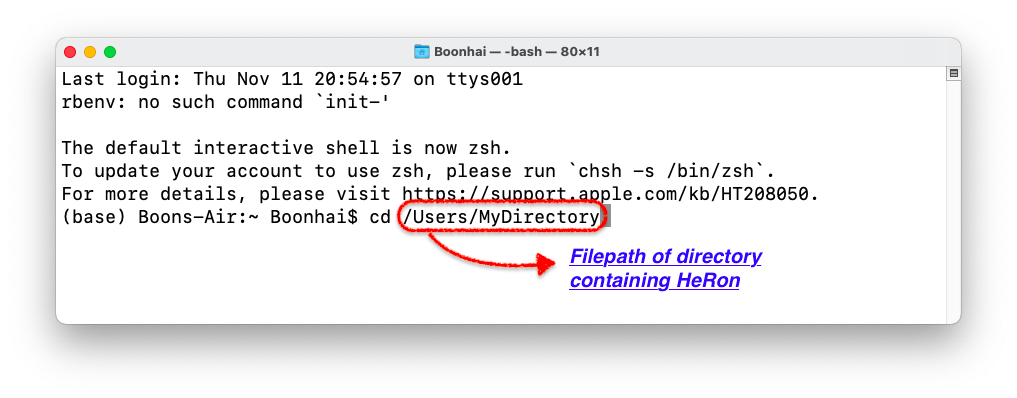 Boonhai — -bash — 80×11
Last login: Thu Nov 11 20:54:57 on ttys001
rbenv: no such command `init-'
The default interactive shell is now zsh.
To update your account to use zsh, please run `chsh -s /bin/zsh`.
For more details, please visit https://support.apple.com/kb/HT208050.
(base) Boons-Air:~ Boonhai$ cd /Users/MyDirectory
Filepath of directory
containing HeRon